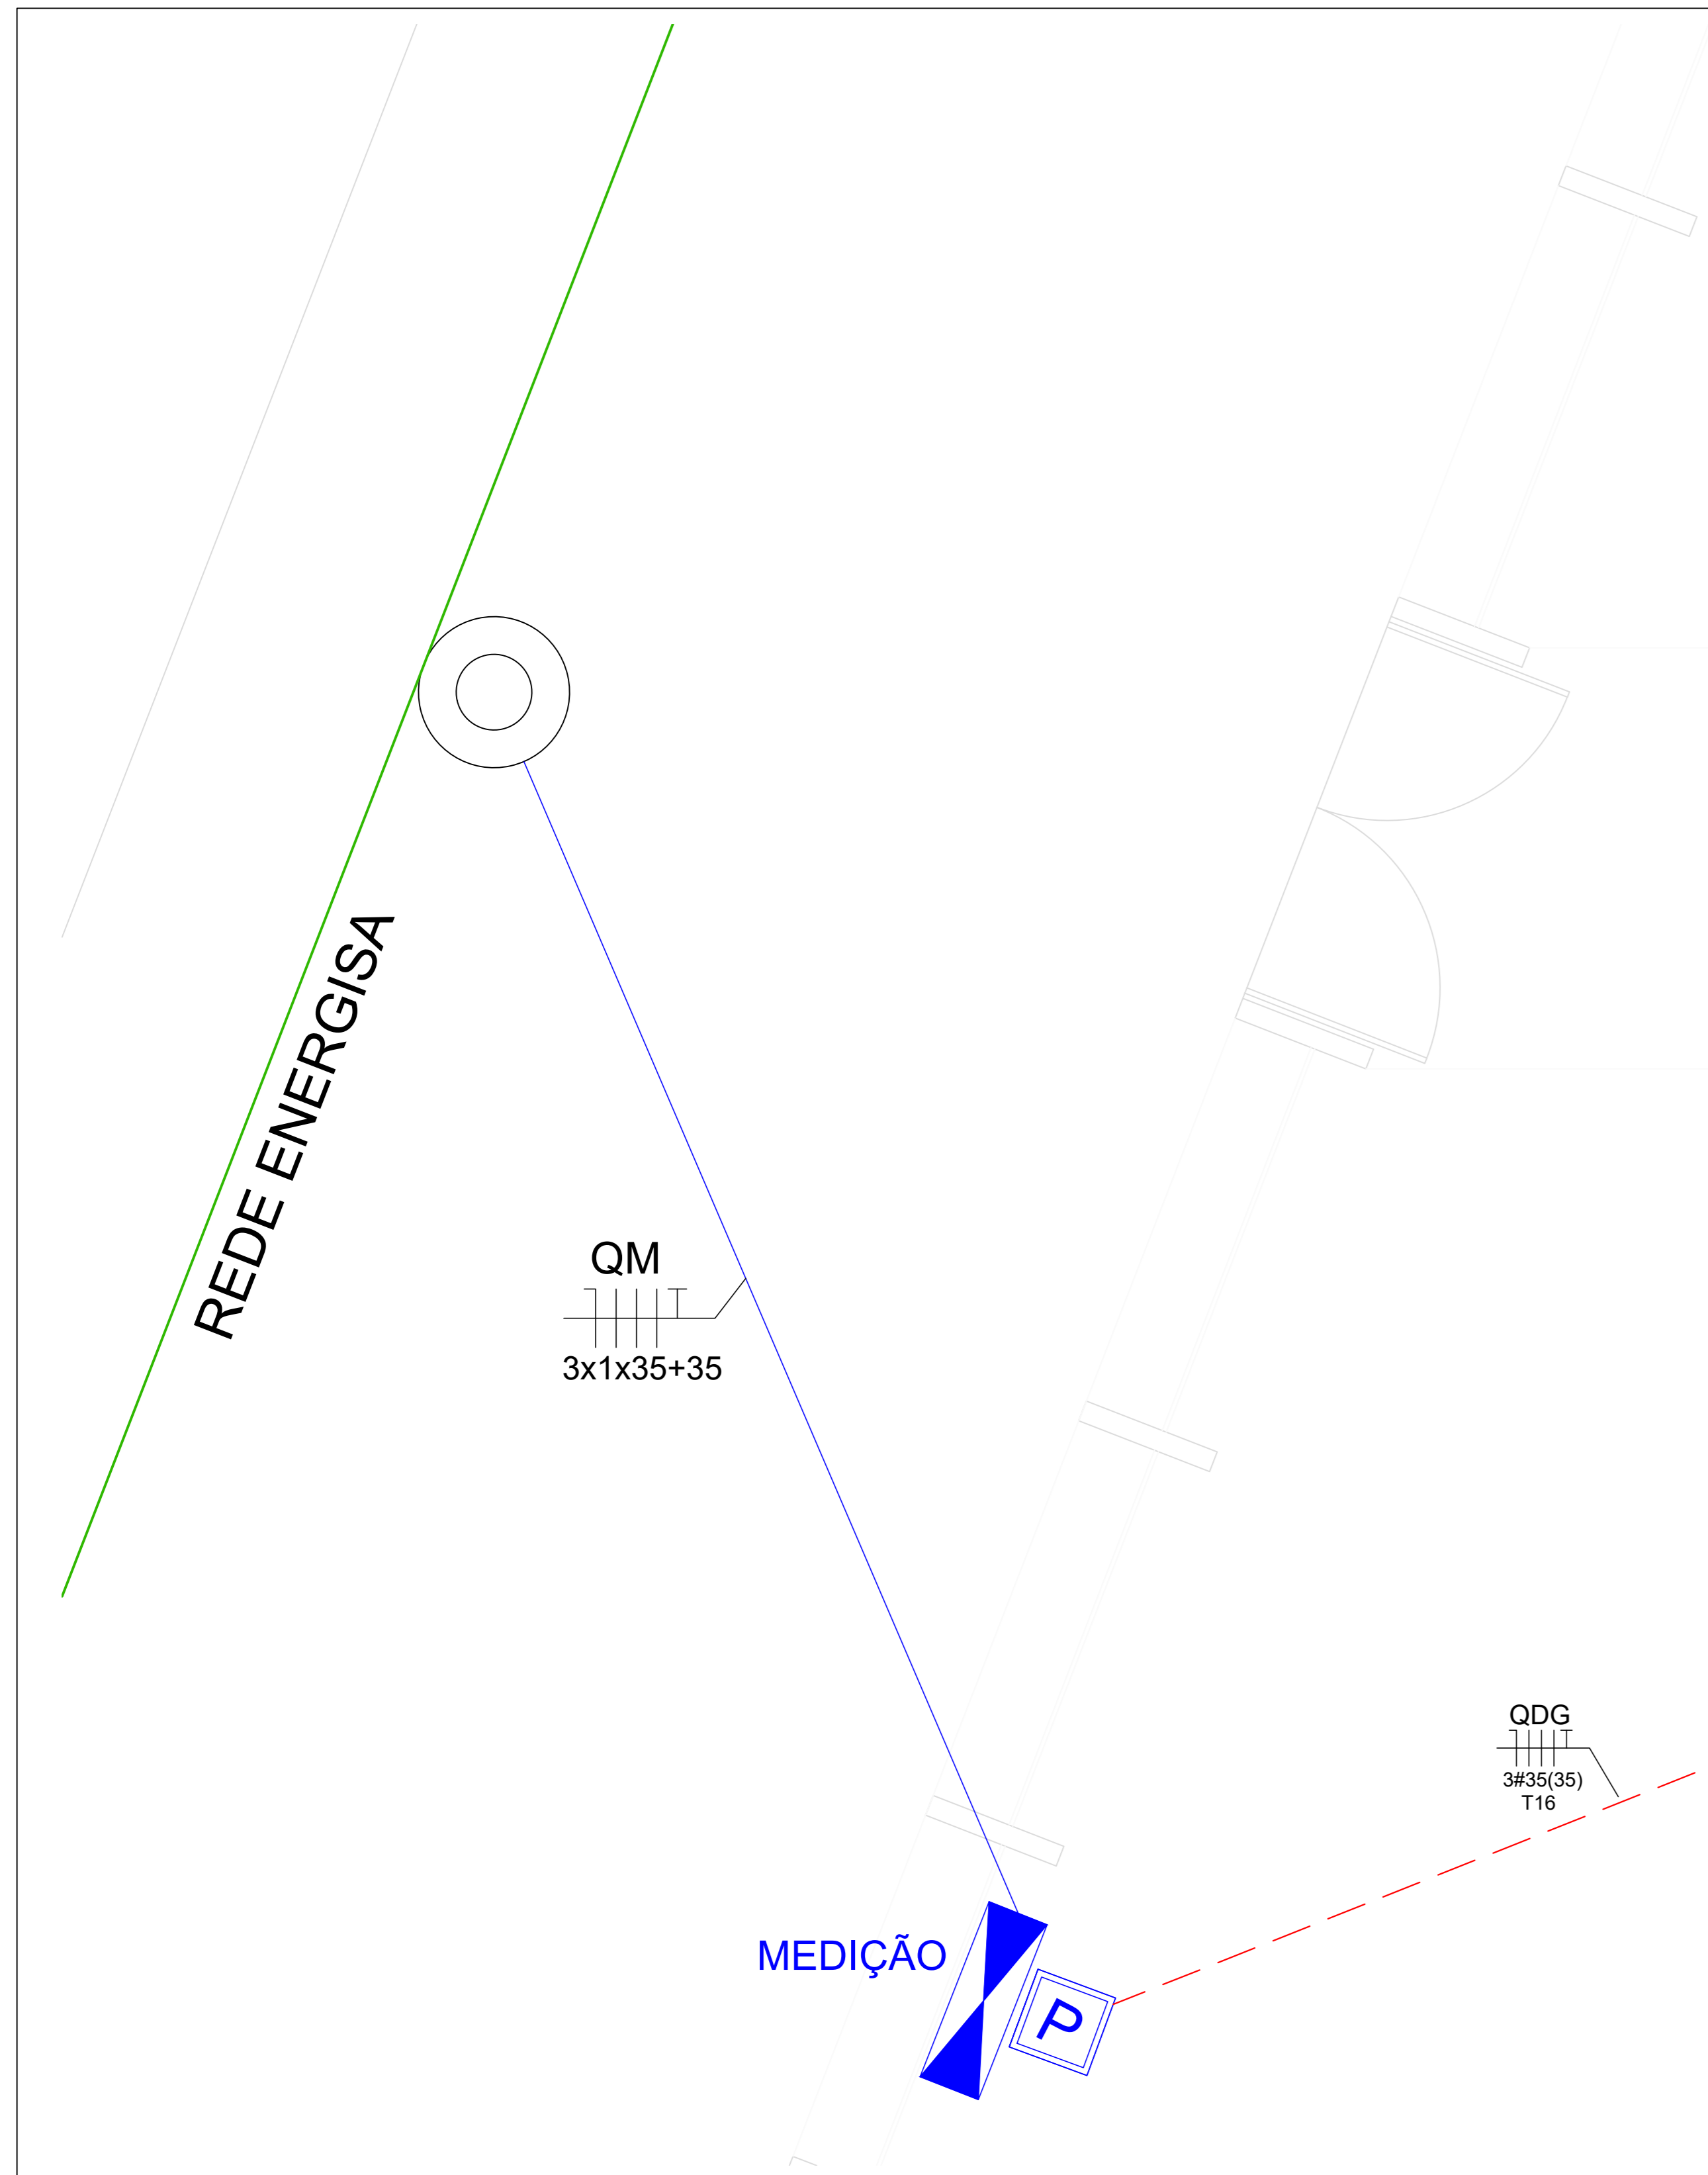 REDE ENERGISA
QM
3x1x35+35
QDG
3#35(35)
T16
MEDIÇÃO
P